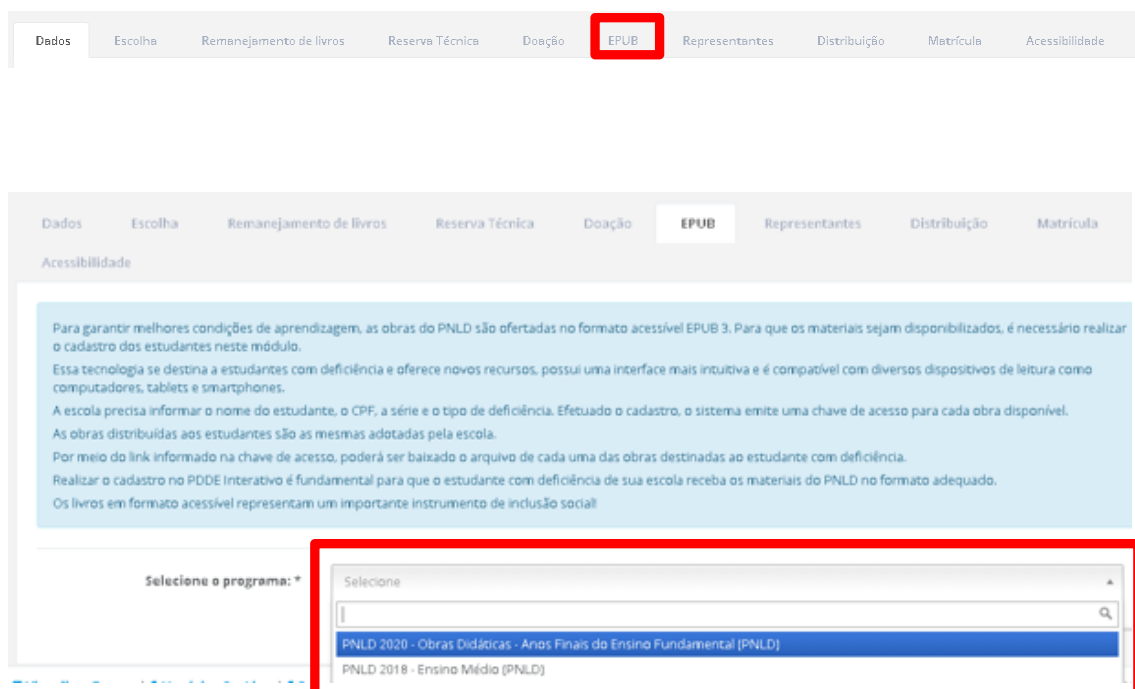 Dados Escolha Remanejamento de livros Reserva Técnica Doação EPUB Representantes Distribuição Matrícula Acessibilidade
Dados Escolha Remanejamento de livros Reserva Técnica Doação EPUB Representantes Distribuição Matrícula
Acessibilidade
Para garantir melhores condições de aprendizagem, as obras do PNLD são ofertadas no formato acessível EPUB 3. Para que os materiais sejam disponibilizados, é necessário realizar
o cadastro dos estudantes neste módulo.
Essa tecnologia se destina a estudantes com deficiência e oferece novos recursos, possui uma interface mais intuitiva e é compatível com diversos dispositivos de leitura como
computadores, tablets e smartphones.
A escola precisa informar o nome do estudante, o CPF, a série e o tipo de deficiência. Efetuado o cadastro, o sistema emite uma chave de acesso para cada obra disponível.
As obras distribuídas aos estudantes são as mesmas adotadas pela escola.
Por meio do link informado na chave de acesso, poderá ser baixado o arquivo de cada uma das obras destinadas ao estudante com deficiência.
Realizar o cadastro no PDDE Interativo é fundamental para que o estudante com deficiência de sua escola receba os materiais do PNLD no formato adequado.
Os livros em formato acessível representam um importante instrumento de inclusão social!
Selecione o programa: * Selecione
PNLD 2020 - Obras Didáticas - Anos Finais do Ensino Fundamental (PNLD)
PNLD 2018 - Ensino Médio (PNLD)